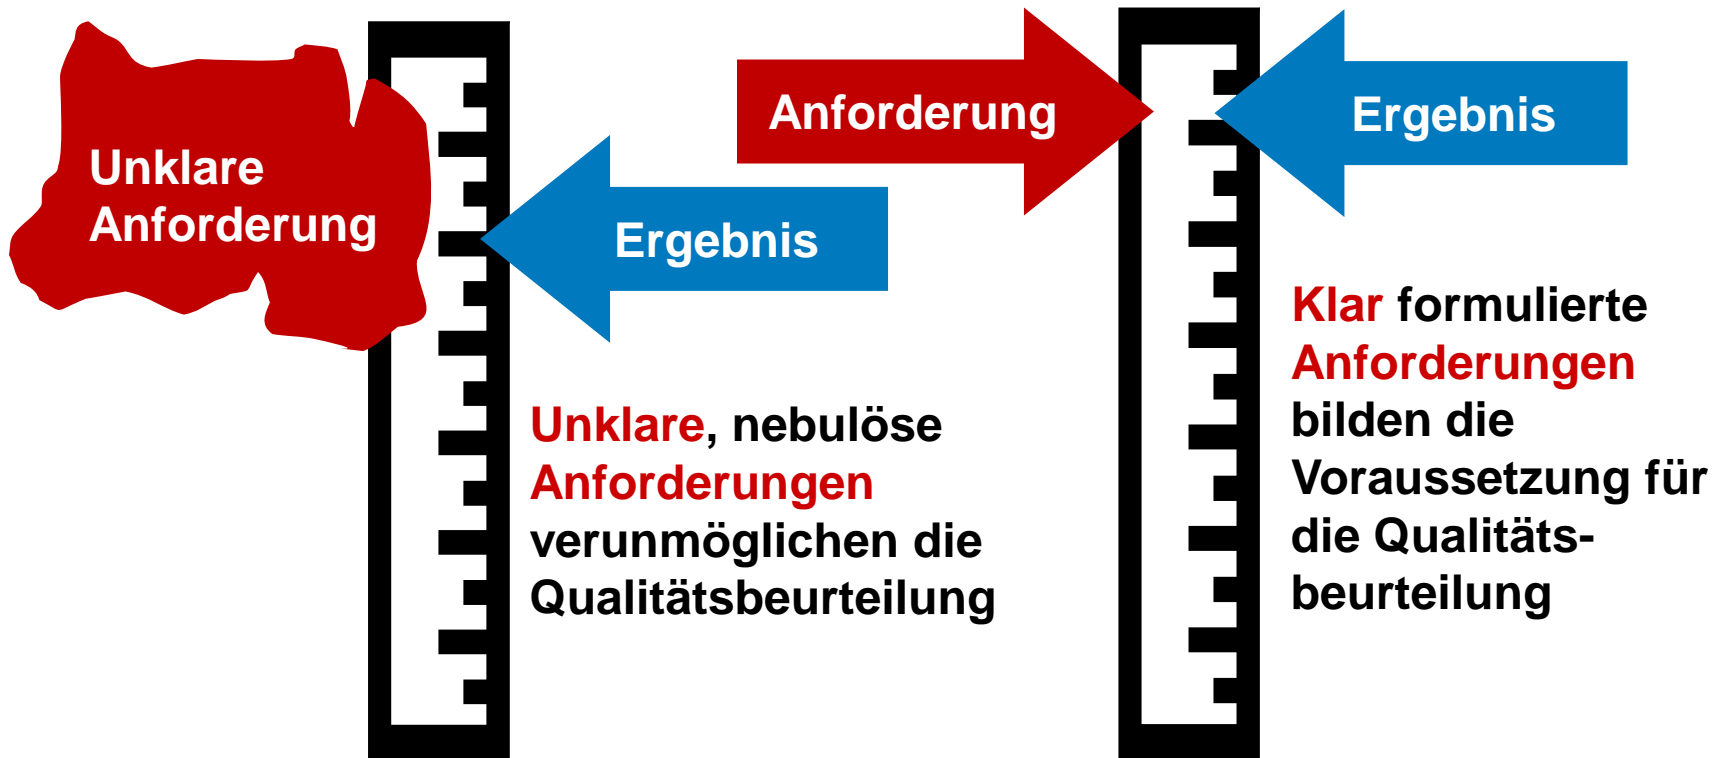 Unklare
Anforderung
Ergebnis
Unklare, nebulöse
Anforderungen
verunmöglichen die
Qualitätsbeurteilung
Anforderung
Ergebnis
Klar formulierte
Anforderungen
bilden die
Voraussetzung für
die Qualitäts-
beurteilung